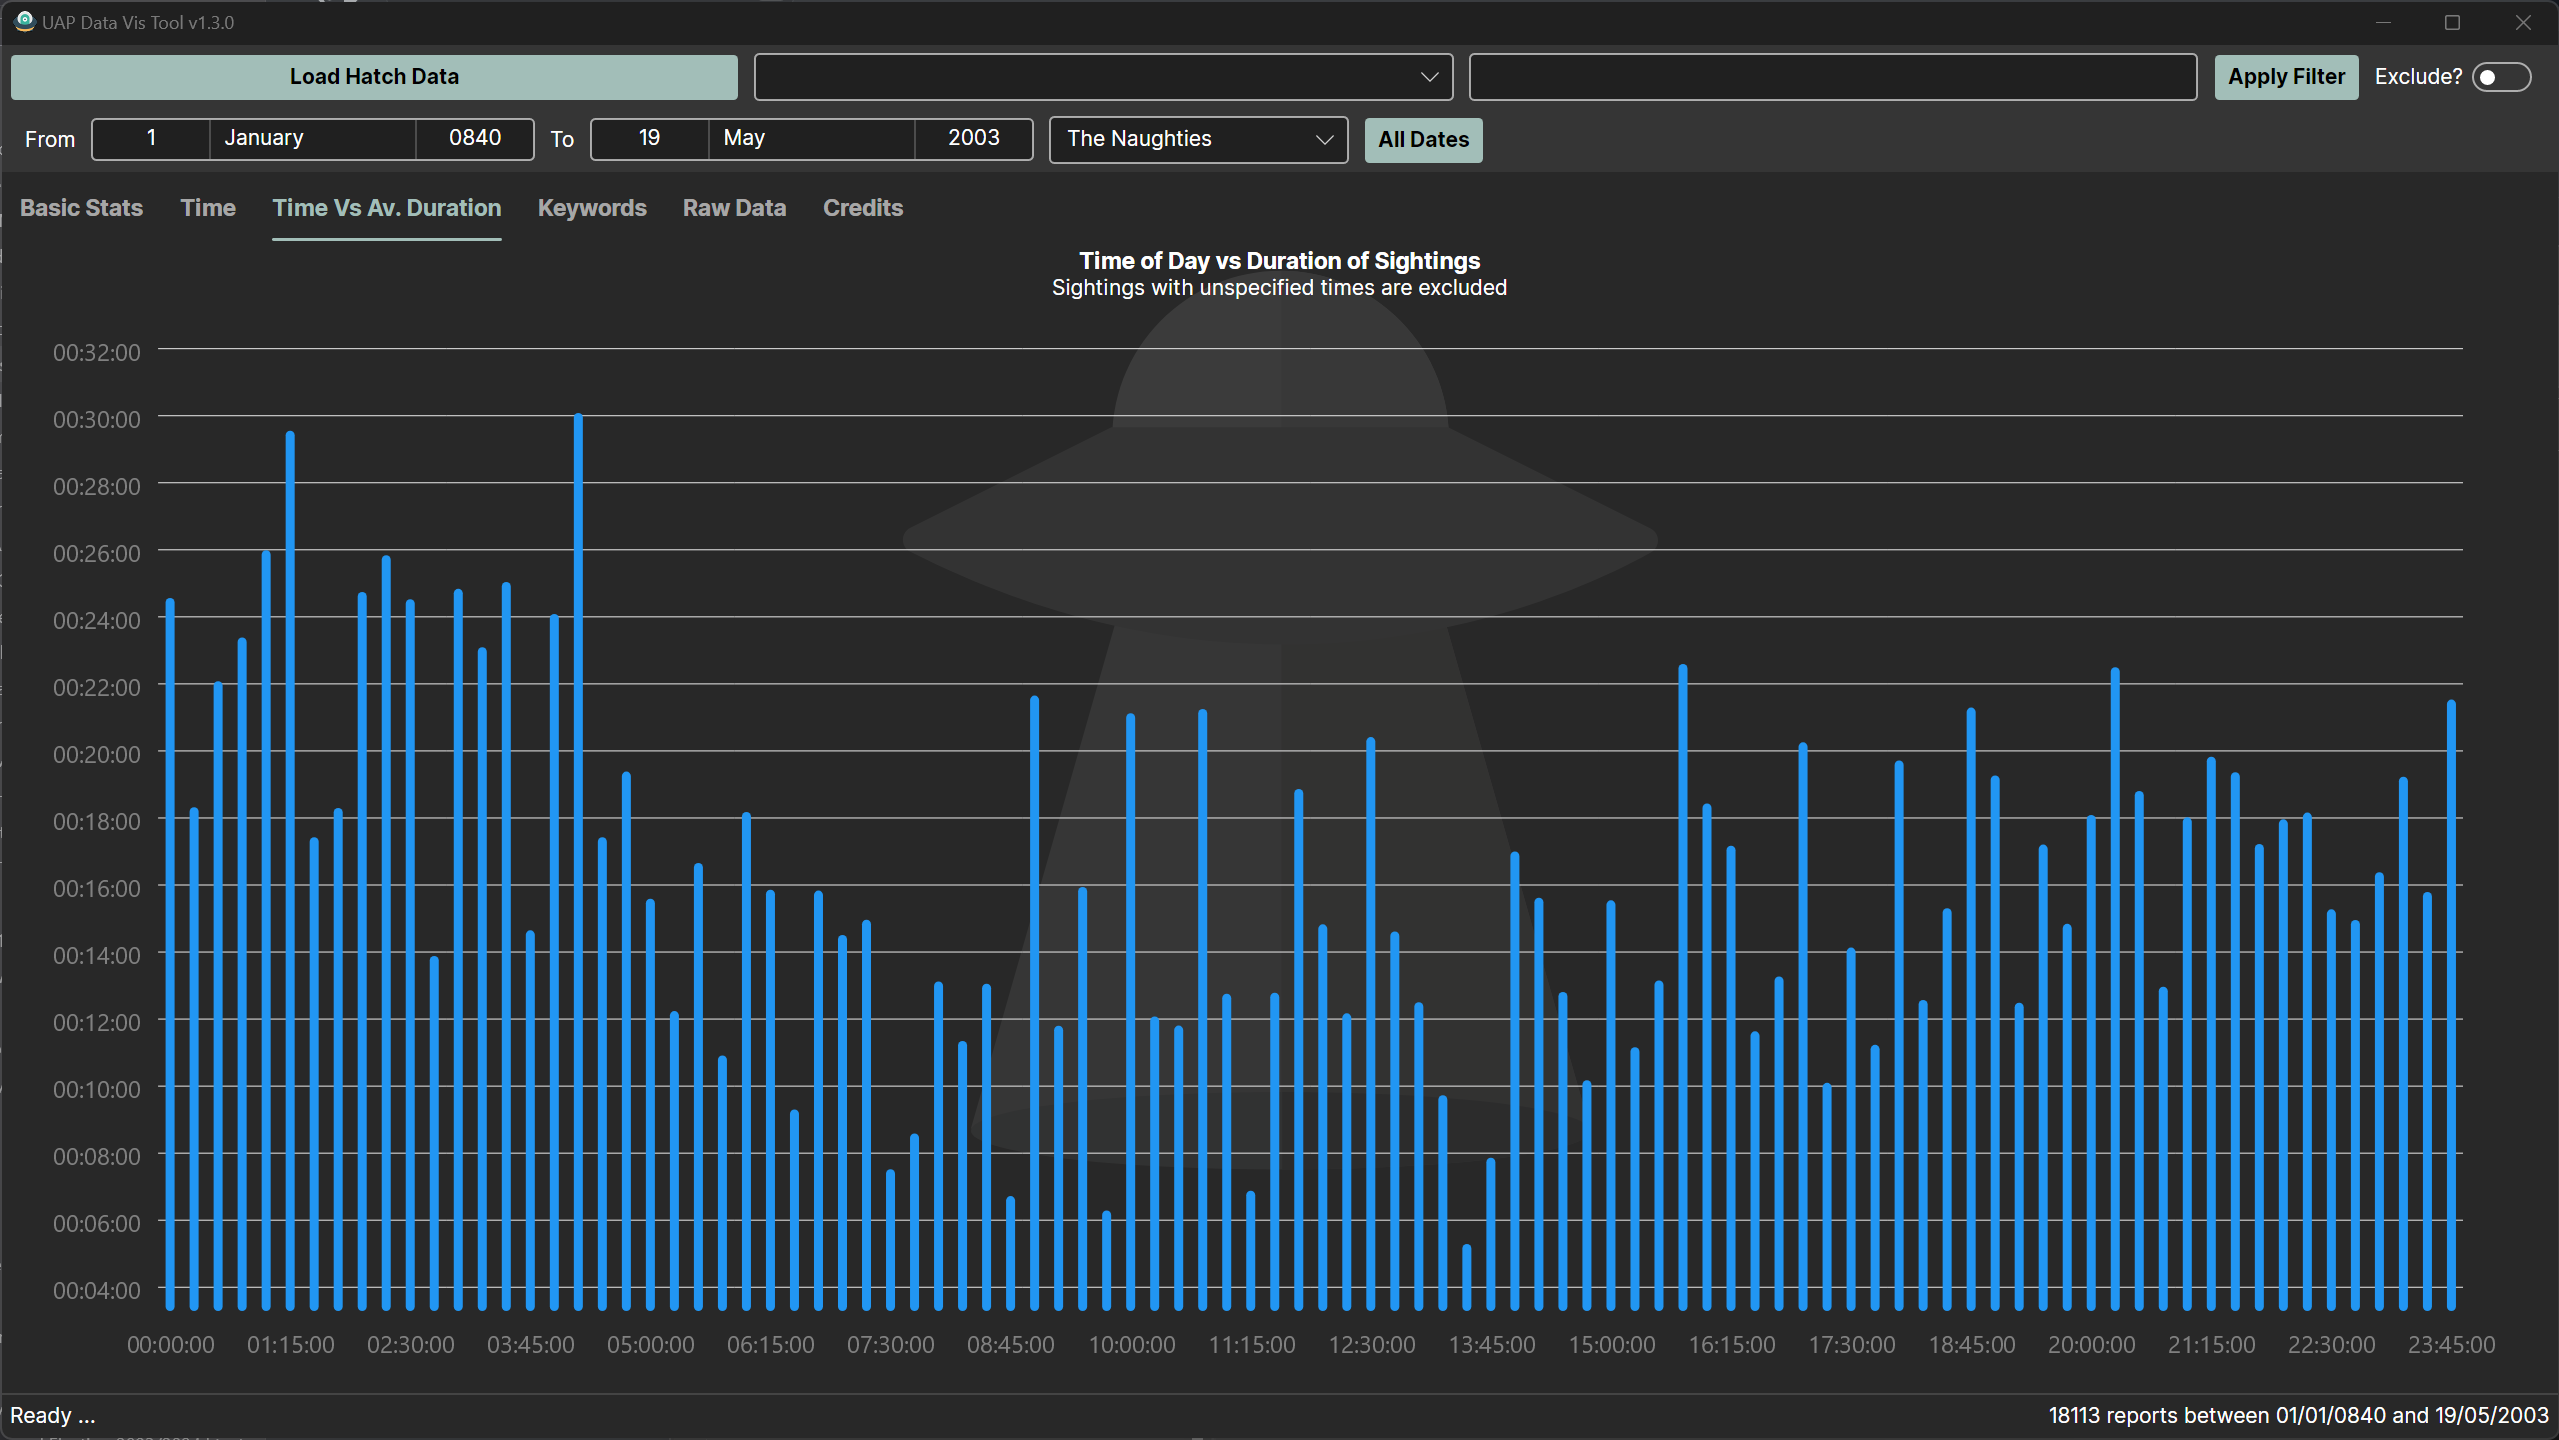 UAP Data Vis Tool v1.3.0
Load Hatch Data
Apply Filter
Exclude?
From
1
January
0840
To
19
May
2003
The Naughties
All Dates
Basic Stats
Time
Time Vs Av. Duration
Keywords
Raw Data
Credits
Time of Day vs Duration of Sightings
Sightings with unspecified times are excluded
00:32:00
00:30:00
00:28:00
00:26:00
00:24:00
00:22:00
00:20:00
00:18:00
00:16:00
00:14:00
00:12:00
00:10:00
00:08:00
00:06:00
00:04:00
00:00:00
01:15:00
02:30:00
03:45:00
05:00:00
06:15:00
07:30:00
08:45:00
10:00:00
11:15:00
12:30:00
13:45:00
15:00:00
16:15:00
17:30:00
18:45:00
20:00:00
21:15:00
22:30:00
23:45:00
Ready ...
18113 reports between 01/01/0840 and 19/05/2003